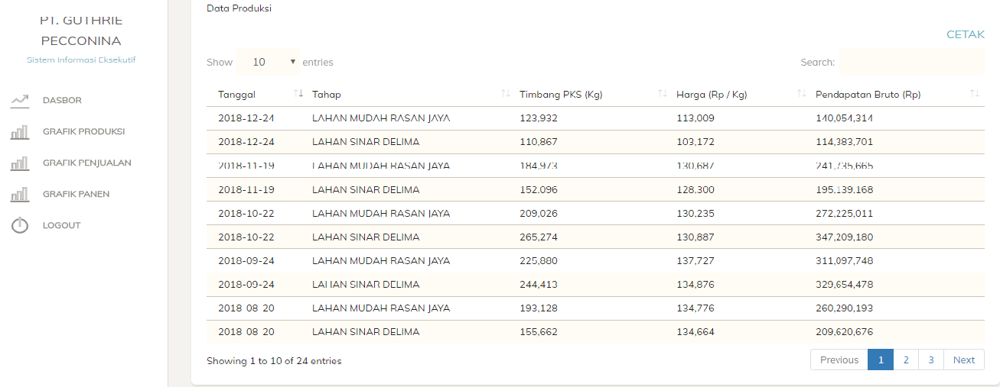 PT. GUTHRIE
PECCONINA
Sistem Informasi Eksekutif
DASBOR
GRAFIK PRODUKSI
GRAFIK PENJUALAN
GRAFIK PANEN
LOGOUT
Data Produksi
CETAK
Show 10 entries Search:
Tanggal Tahap Timbang PKS (Kg) Harga (Rp / Kg) Pendapatan Bruto (Rp)
2018-12-24 LAHAN MUDAH RASAN JAYA 123,932 113,009 140,054,314
2018-12-24 LAHAN SINAR DELIMA 110,867 103,172 114,383,701
2018-11-19 LAHAN MUDAH RASAN JAYA 184,973 130,687 241,735,665
2018-11-19 LAHAN SINAR DELIMA 152,096 128,300 195,139,168
2018-10-22 LAHAN MUDAH RASAN JAYA 209,026 130,235 272,225,011
2018-10-22 LAHAN SINAR DELIMA 265,274 130,887 347,209,180
2018-09-24 LAHAN MUDAH RASAN JAYA 225,880 137,727 311,097,748
2018-09-24 LAHAN SINAR DELIMA 244,413 134,876 329,654,478
2018-08-20 LAHAN MUDAH RASAN JAYA 193,128 134,776 260,290,193
2018-08-20 LAHAN SINAR DELIMA 155,662 134,664 209,620,676
Showing 1 to 10 of 24 entries Previous 1 2 3 Next